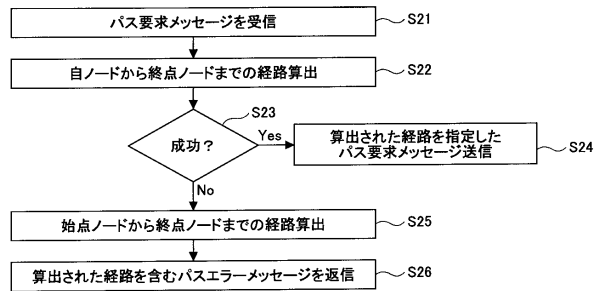 パス要求メッセージを受信
S21
自ノードから終点ノードまでの経路算出
S22
S23
成功？
Yes
算出された経路を指定した
パス要求メッセージ送信
S24
No
始点ノードから終点ノードまでの経路算出
S25
算出された経路を含むパスエラーメッセージを返信
S26